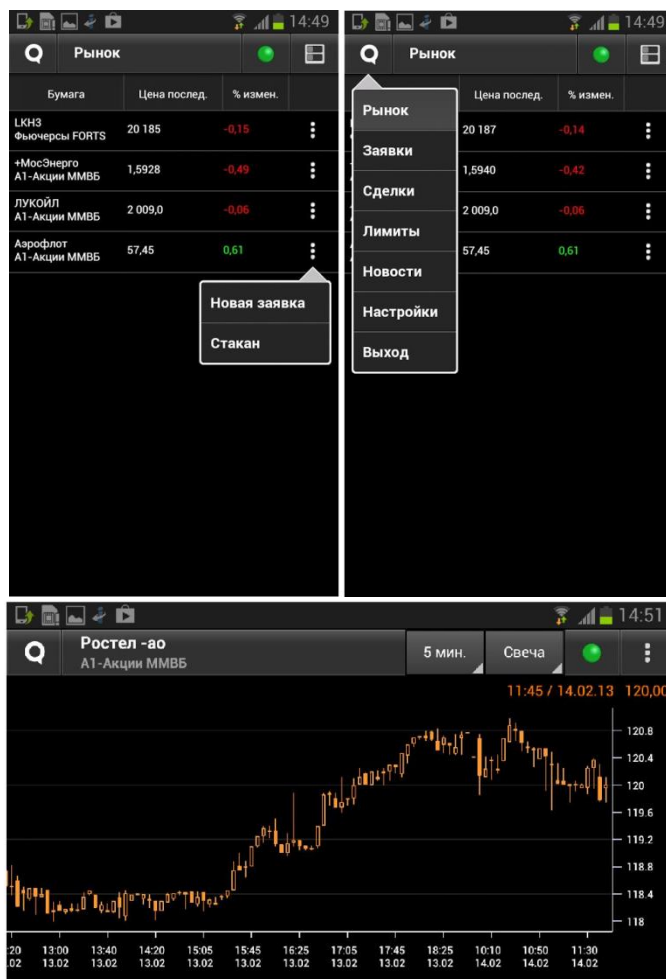 14:49
Рынок
Бумага Цена послед. % измен.
LKH3 20 185 -0,15
Фьючерсы FORTS
+МосЭнерго 1,5928 -0,49
А1-Акции ММВБ
ЛУКОЙЛ 2 009,0 -0,06
А1-Акции ММВБ
Аэрофлот 57,45 0,61
А1-Акции ММВБ
Новая заявка
Стакан
14:49
Рынок
Цена послед. % измен.
20 187 -0,14
1,5940 -0,42
2 009,0 -0,06
57,45 0,61
Рынок
Заявки
Сделки
Лимиты
Новости
Настройки
Выход
14:51
Ростел -ао
А1-Акции ММВБ
5 мин. Свеча
11:45 / 14.02.13 120,00
120.8
120.4
120
119.6
119.2
118.8
118.4
118
:20 13:00 13:40 14:20 15:05 15:45 16:25 17:05 17:45 18:25 10:10 10:50 11:30
.02 13.02 13.02 13.02 13.02 13.02 13.02 13.02 13.02 13.02 14.02 14.02 14.02